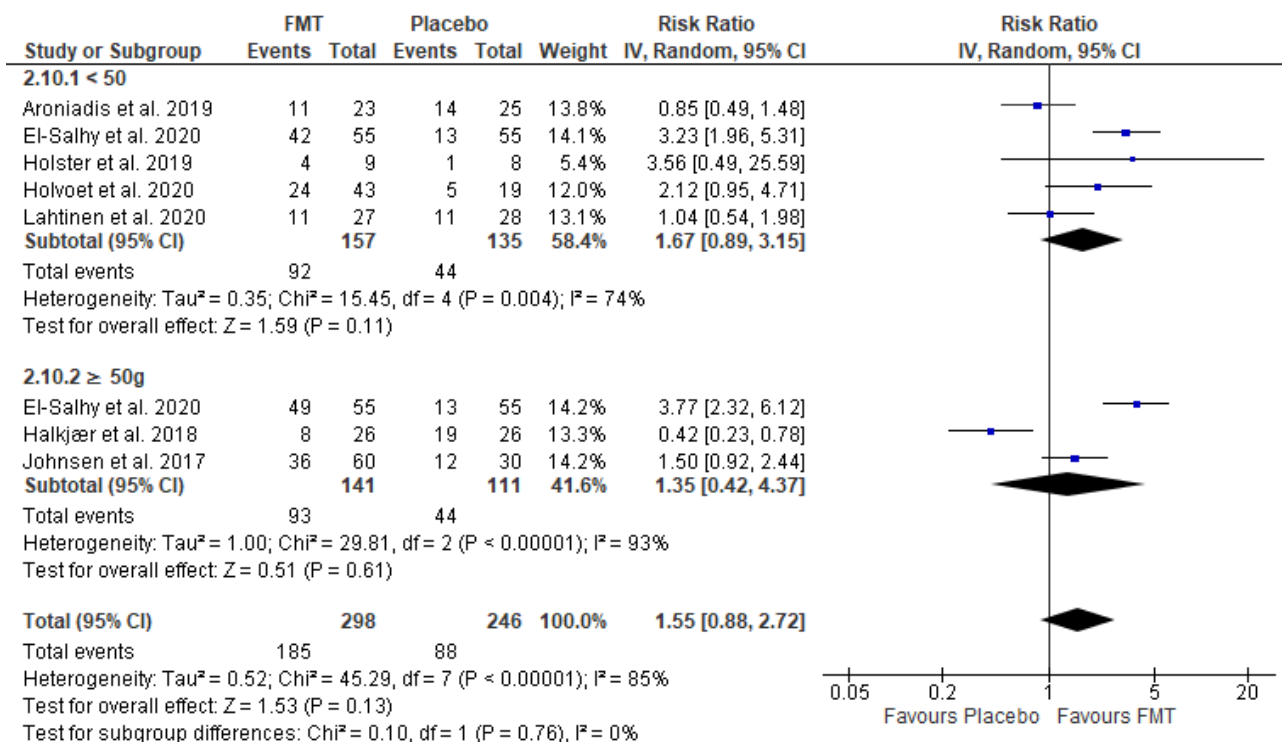 FMT Placebo Risk Ratio Risk Ratio
Study or Subgroup Events Total Events Total Weight IV, Random, 95% CI IV, Random, 95% CI
2.10.1 < 50
Aroniadis et al. 2019 11 23 14 25 13.8% 0.85 [0.49, 1.48]
El-Salhy et al. 2020 42 55 13 55 14.1% 3.23 [1.96, 5.31]
Holster et al. 2019 4 9 1 8 5.4% 3.56 [0.49, 25.59]
Holvoet et al. 2020 24 43 5 19 12.0% 2.12 [0.95, 4.71]
Lahtinen et al. 2020 11 27 11 28 13.1% 1.04 [0.54, 1.98]
Subtotal (95% CI) 157 135 58.4% 1.67 [0.89, 3.15]
Total events 92 44
Heterogeneity: Tau² = 0.35; Chi² = 15.45, df = 4 (P = 0.004); I² = 74%
Test for overall effect: Z = 1.59 (P = 0.11)
2.10.2 ≥ 50g
El-Salhy et al. 2020 49 55 13 55 14.2% 3.77 [2.32, 6.12]
Halkjær et al. 2018 8 26 19 26 13.3% 0.42 [0.23, 0.78]
Johnsen et al. 2017 36 60 12 30 14.2% 1.50 [0.92, 2.44]
Subtotal (95% CI) 141 111 41.6% 1.35 [0.42, 4.37]
Total events 93 44
Heterogeneity: Tau² = 1.00; Chi² = 29.81, df = 2 (P < 0.00001); I² = 93%
Test for overall effect: Z = 0.51 (P = 0.61)
Total (95% CI) 298 246 100.0% 1.55 [0.88, 2.72]
Total events 185 88
Heterogeneity: Tau² = 0.52; Chi² = 45.29, df = 7 (P < 0.00001); I² = 85%
Test for overall effect: Z = 1.53 (P = 0.13)
Test for subgroup differences: Chi² = 0.10, df = 1 (P = 0.76), I² = 0%
0.05 0.2 1 5 20
Favours Placebo Favours FMT